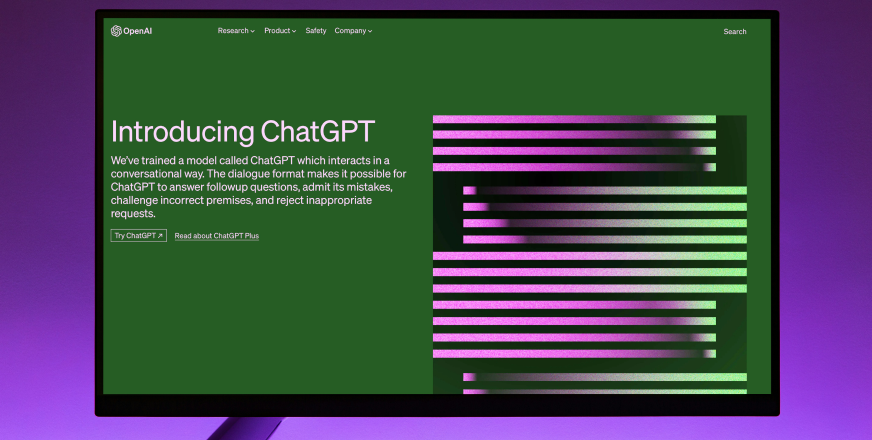 OpenAI
Research Product Safety Company
Search
Introducing ChatGPT
We've trained a model called ChatGPT which interacts in a
conversational way. The dialogue format makes it possible for
ChatGPT to answer followup questions, admit its mistakes,
challenge incorrect premises, and reject inappropriate
requests.
Try ChatGPT ↗
Read about ChatGPT Plus